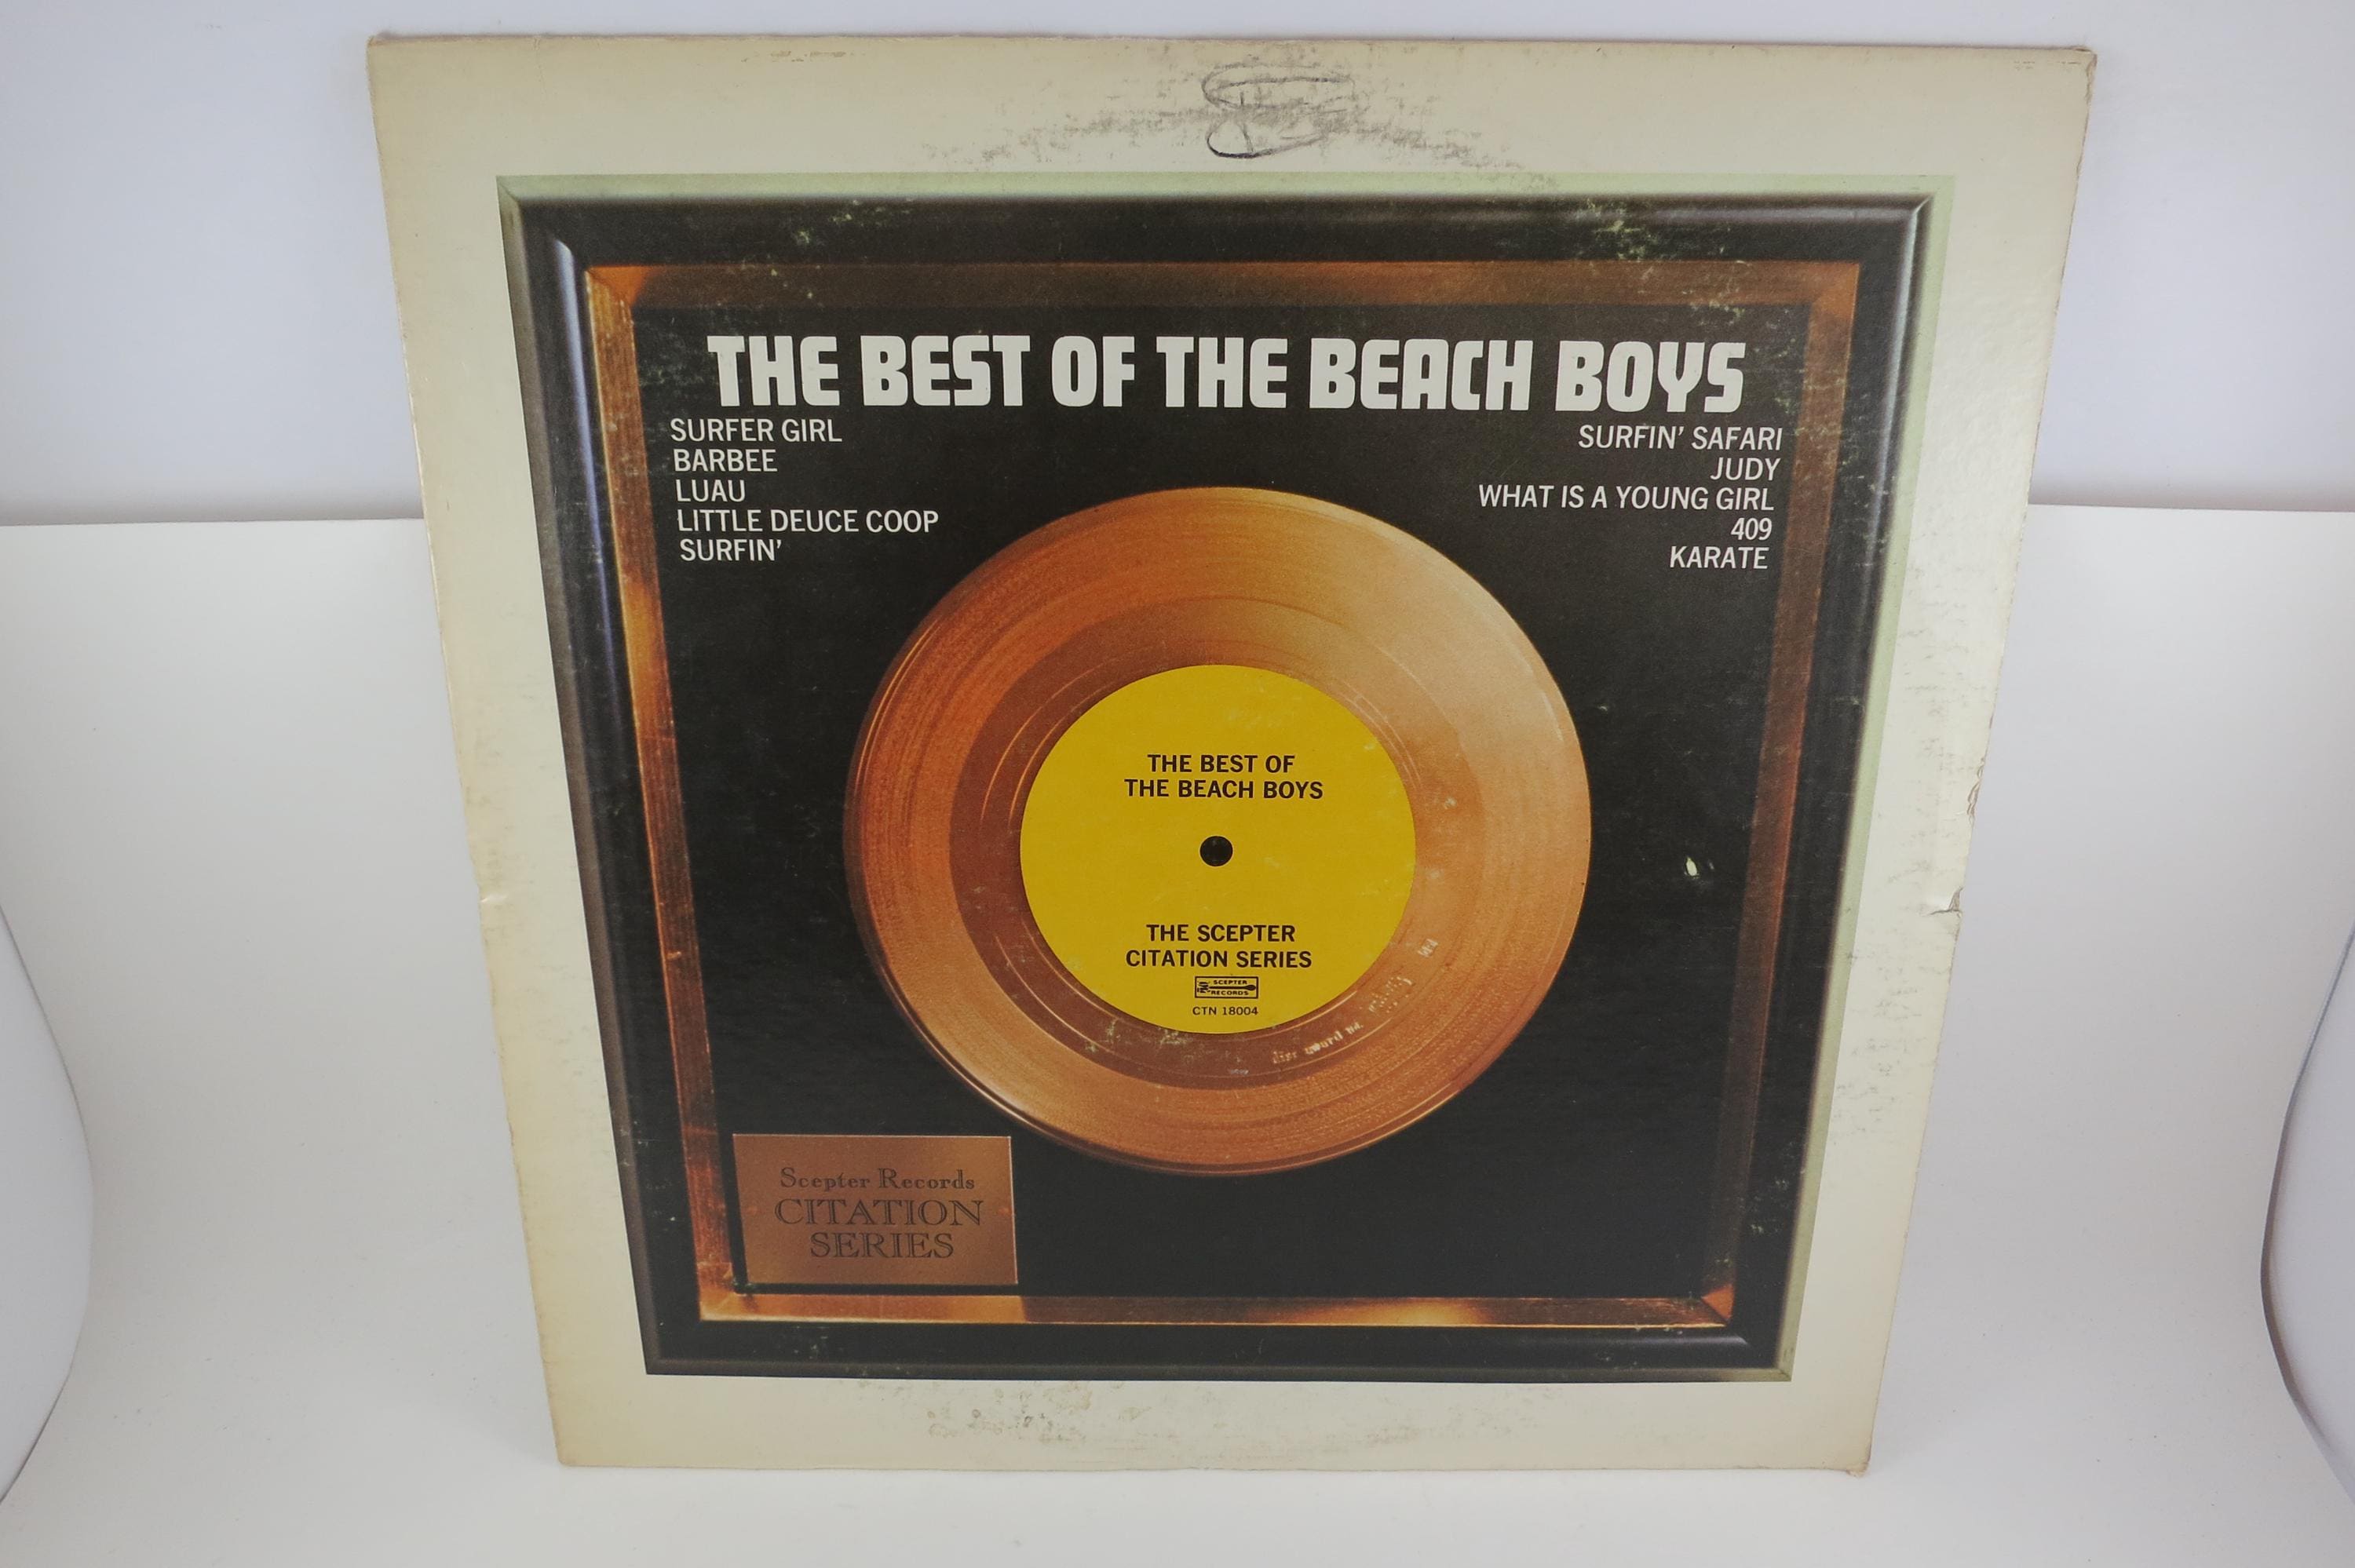 THE BEST OF THE BEACH BOYS
SURFER GIRL
BARBEE
LUAU
LITTLE DEUCE COOP
SURFIN'
SURFIN' SAFARI
JUDY
WHAT IS A YOUNG GIRL
409
KARATE
THE BEST OF
THE BEACH BOYS
THE SCEPTER
CITATION SERIES
SCEPTER
RECORDS
CTN 18004
Scepter Records
CITATION
SERIES